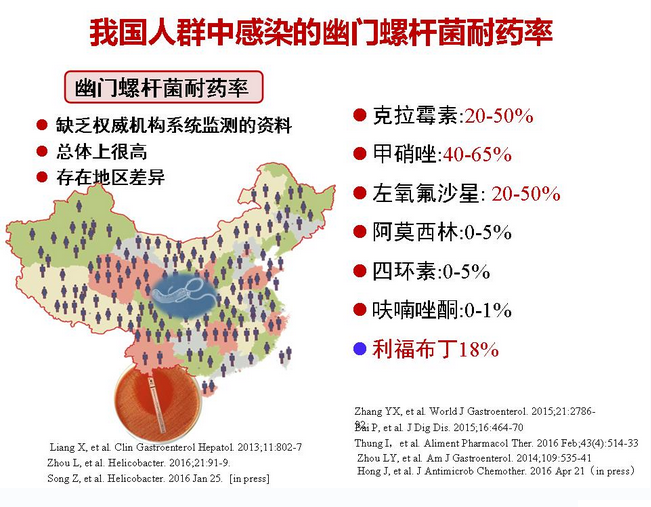 我国人群中感染的幽门螺杆菌耐药率
幽门螺杆菌耐药率
缺乏权威机构系统监测的资料
总体上很高
存在地区差异
克拉霉素:20-50%
甲硝唑:40-65%
左氧氟沙星: 20-50%
阿莫西林:0-5%
四环素:0-5%
呋喃唑酮:0-1%
利福布丁18%
Liang X, et al. Clin Gastroenterol Hepatol. 2013;11:802-7
Zhou L, et al. Helicobacter. 2016;21:91-9.
Song Z, et al. Helicobacter. 2016 Jan 25. [in press]
Zhang YX, et al. World J Gastroenterol. 2015;21:2786-
92.
Bai P, et al. J Dig Dis. 2015;16:464-70
Thung I, et al. Aliment Pharmacol Ther. 2016 Feb;43(4):514-33
Zhou LY, et al. Am J Gastroenterol. 2014;109:535-41
Hong J, et al. J Antimicrob Chemother. 2016 Apr 21（in press）